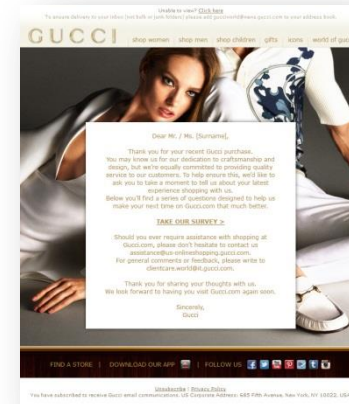 Unable to view? Click here
To ensure delivery to your inbox (not bulk or junk folders) please add
to your address book.
GUCCI
shop women shop men shop children gifts icons world of gucci
Dear Mr. / Ms. [Surname],
Thank you for your recent Gucci purchase.
You may know us for our dedication to craftsmanship and
design, but we're equally committed to providing quality
service to our customers. To help ensure this, we'd like to
ask you to take a moment to tell us about your latest
experience shopping with us.
Below you'll find a series of questions designed to help us
make your next time on Gucci.com that much better.
TAKE OUR SURVEY >
Should you ever require assistance with shopping at
Gucci.com, please don't hesitate to contact us
assistance@us-onlineshopping.gucci.com.
For general comments or feedback, please write to
clientcare.world@it.gucci.com.
Thank you for sharing your thoughts with us.
We look forward to having you visit Gucci.com again soon.
Sincerely,
Gucci
FIND A STORE | DOWNLOAD OUR APP | FOLLOW US
Unsubscribe | Privacy Policy
You have subscribed to receive Gucci email communications. US Corporate Address: 685 Fifth Avenue, New York, NY 10022, USA